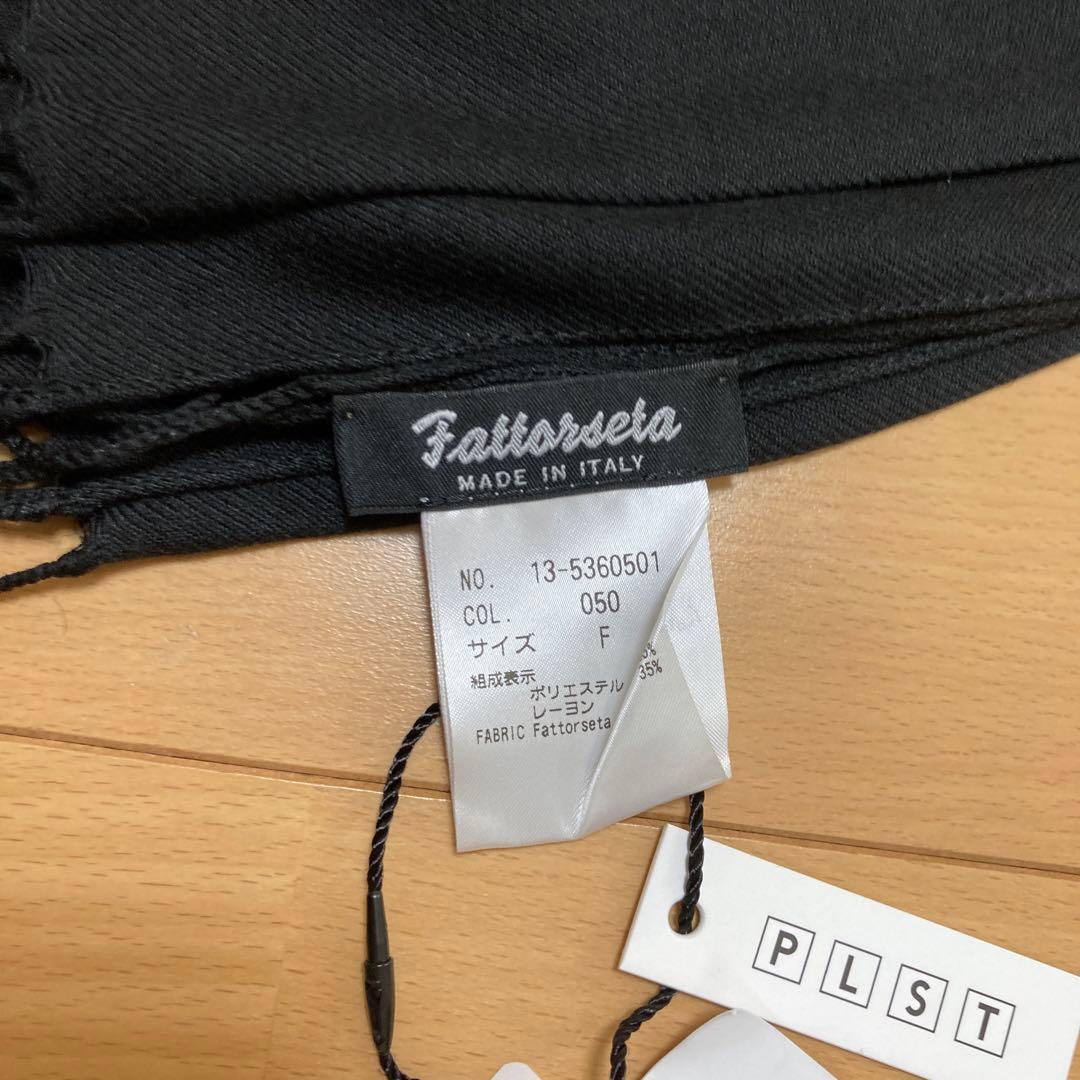 Fattorseta
MADE IN ITALY
NO. 13-5360501
COL. 050
サイズ F
組成表示
ポリエステル
レーヨン 35%
FABRIC Fattorseta
PLST